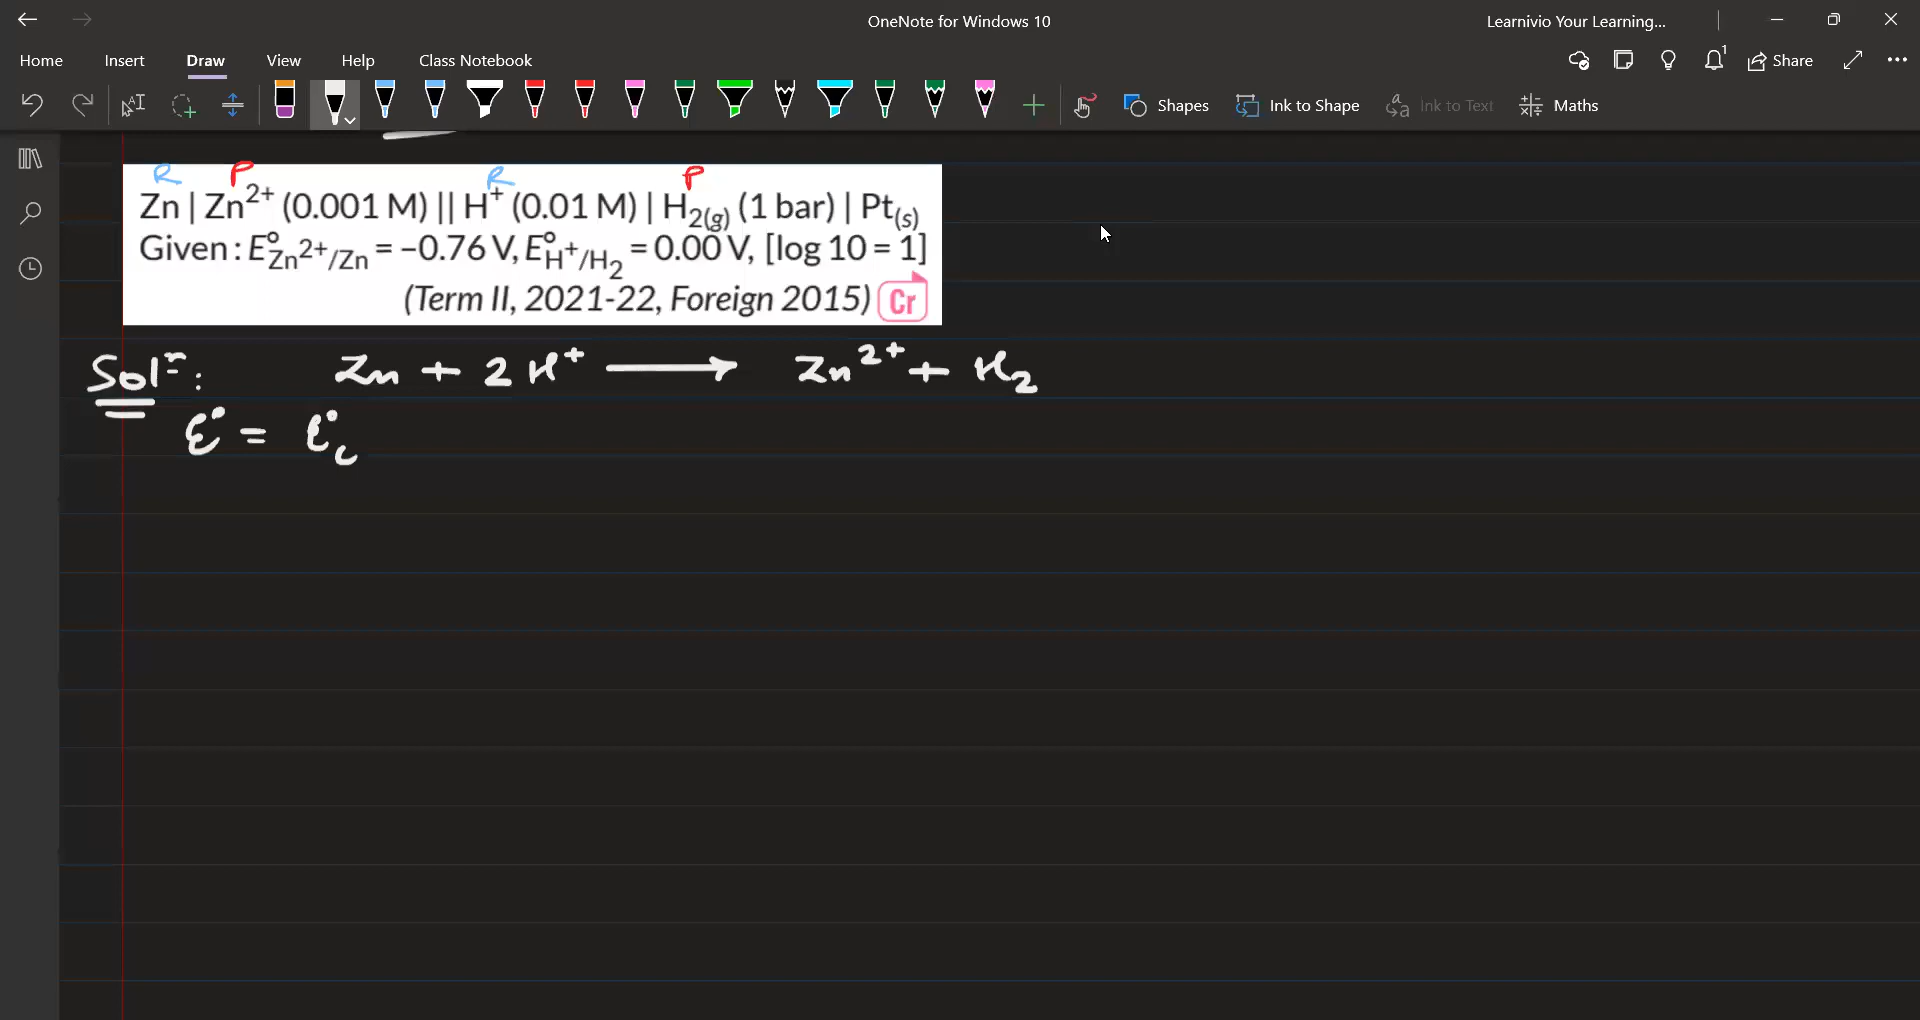 OneNote for Windows 10
Learnivio Your Learning...
Home Insert Draw View Help Class Notebook
1 Share
Shapes Ink to Shape Ink to Text Maths
R P R P
Zn | Zn²⁺ (0.001 M) || H⁺ (0.01 M) | H₂₍g₎ (1 bar) | Pt₍s₎
Given : E°Zn²⁺/Zn = −0.76 V, E°H⁺/H₂ = 0.00 V, [log 10 = 1]
(Term II, 2021-22, Foreign 2015) Cr
Solⁿ: Zn + 2 H⁺ ⟶ Zn²⁺ + H₂
E° = E°c